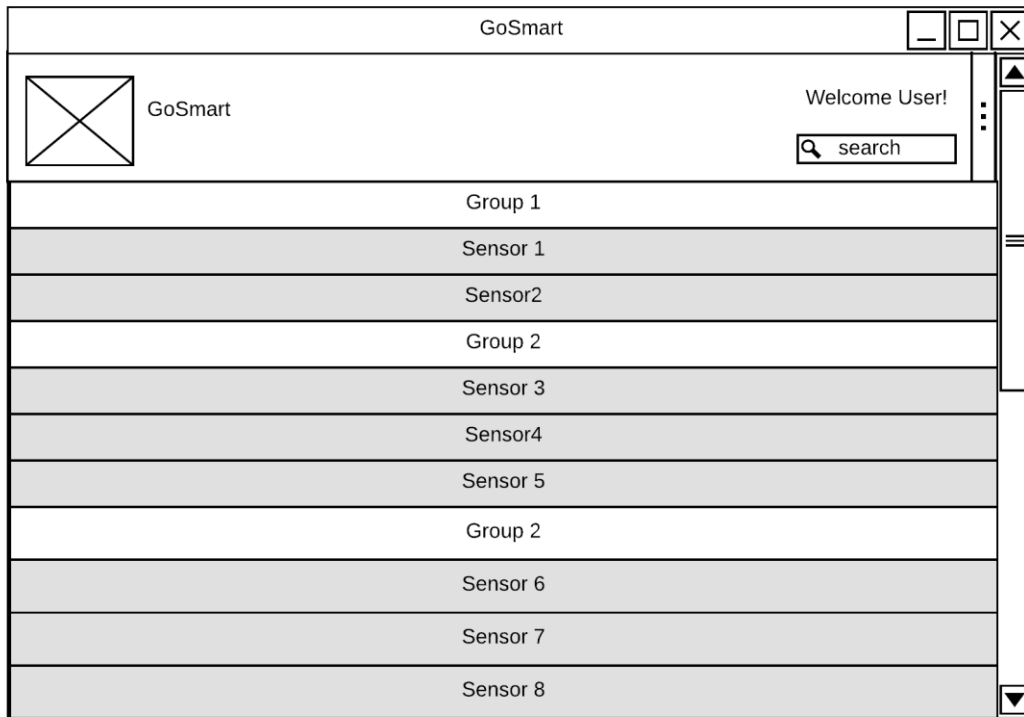 GoSmart
GoSmart
Welcome User!
search
Group 1
Sensor 1
Sensor2
Group 2
Sensor 3
Sensor4
Sensor 5
Group 2
Sensor 6
Sensor 7
Sensor 8